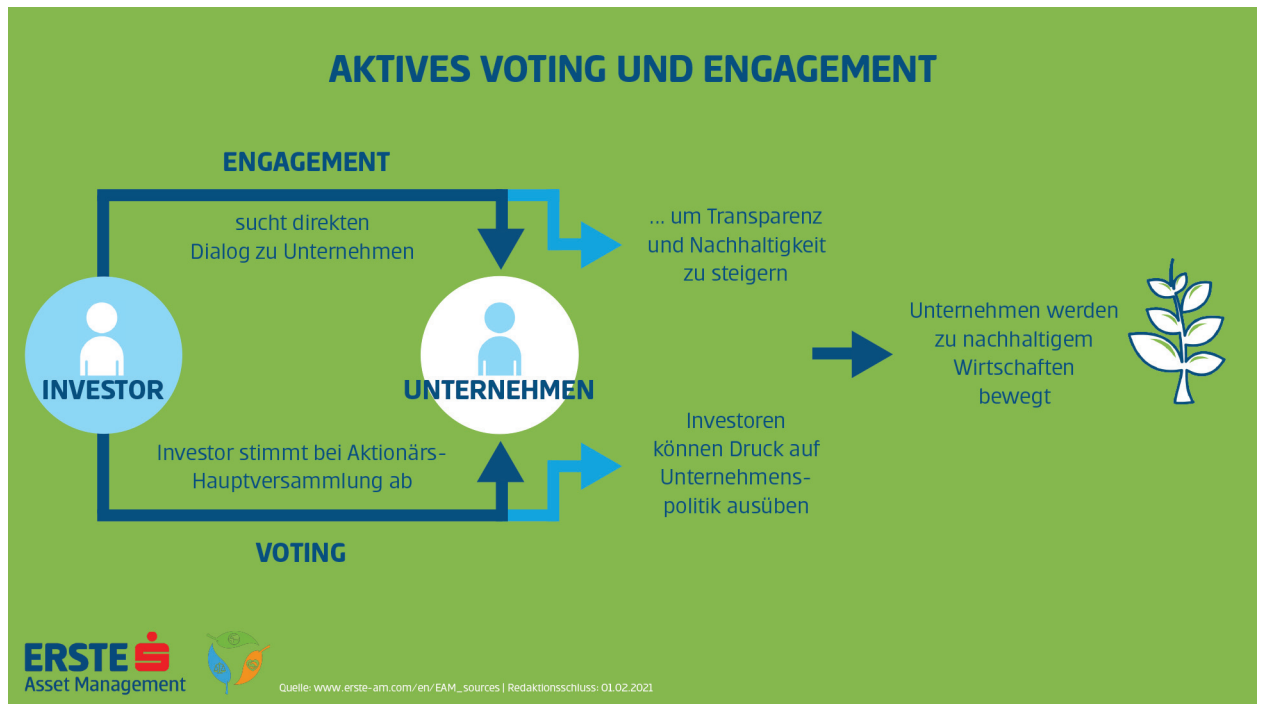 AKTIVES VOTING UND ENGAGEMENT
ENGAGEMENT
sucht direkten
Dialog zu Unternehmen
... um Transparenz
und Nachhaltigkeit
zu steigern
INVESTOR
UNTERNEHMEN
Unternehmen werden
zu nachhaltigem
Wirtschaften
bewegt
Investor stimmt bei Aktionärs-
Hauptversammlung ab
Investoren
können Druck auf
Unternehmens-
politik ausüben
VOTING
ERSTE
Asset Management
Quelle: www.erste-am.com/en/EAM_sources | Redaktionsschluss: 01.02.2021